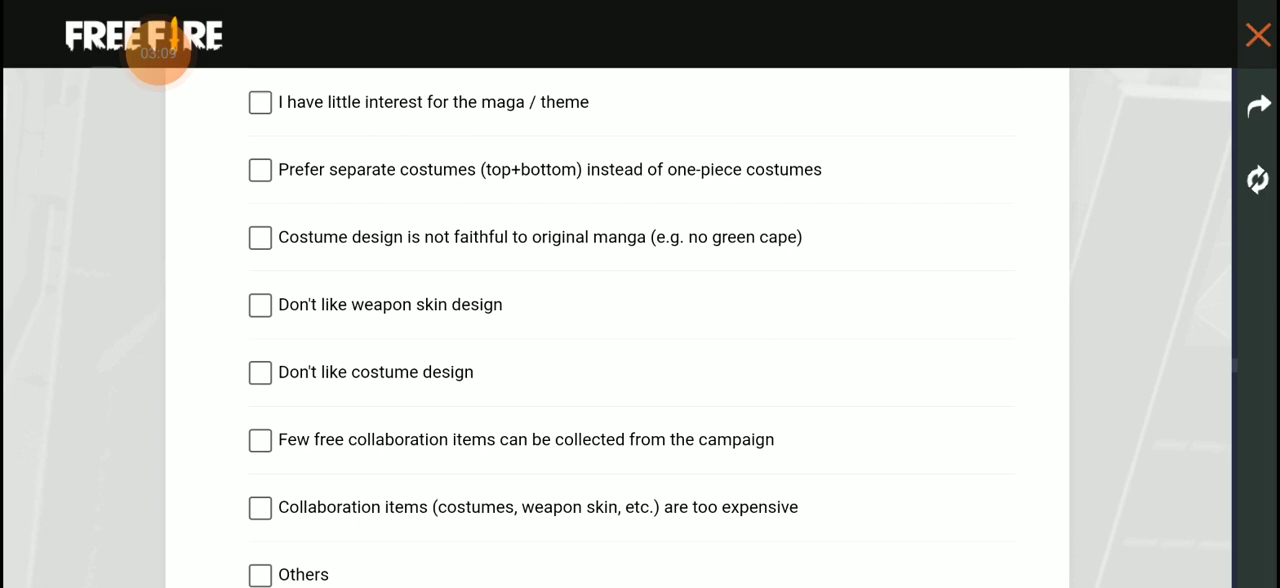 FREE FIRE
03:09
I have little interest for the maga / theme
Prefer separate costumes (top+bottom) instead of one-piece costumes
Costume design is not faithful to original manga (e.g. no green cape)
Don't like weapon skin design
Don't like costume design
Few free collaboration items can be collected from the campaign
Collaboration items (costumes, weapon skin, etc.) are too expensive
Others